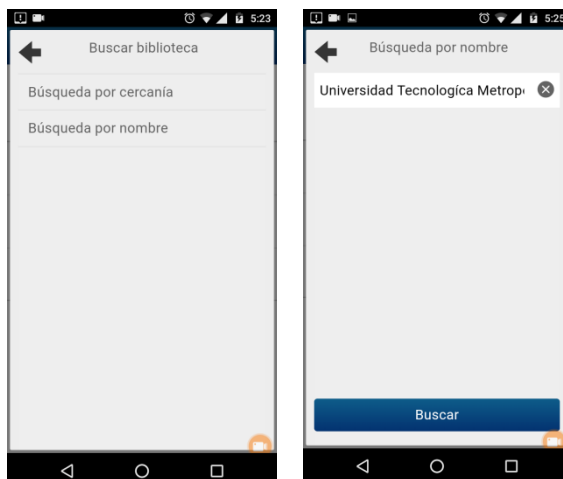 5:23
Buscar biblioteca
Búsqueda por cercanía
Búsqueda por nombre
5:25
Búsqueda por nombre
Universidad Tecnologíca Metrop
Buscar